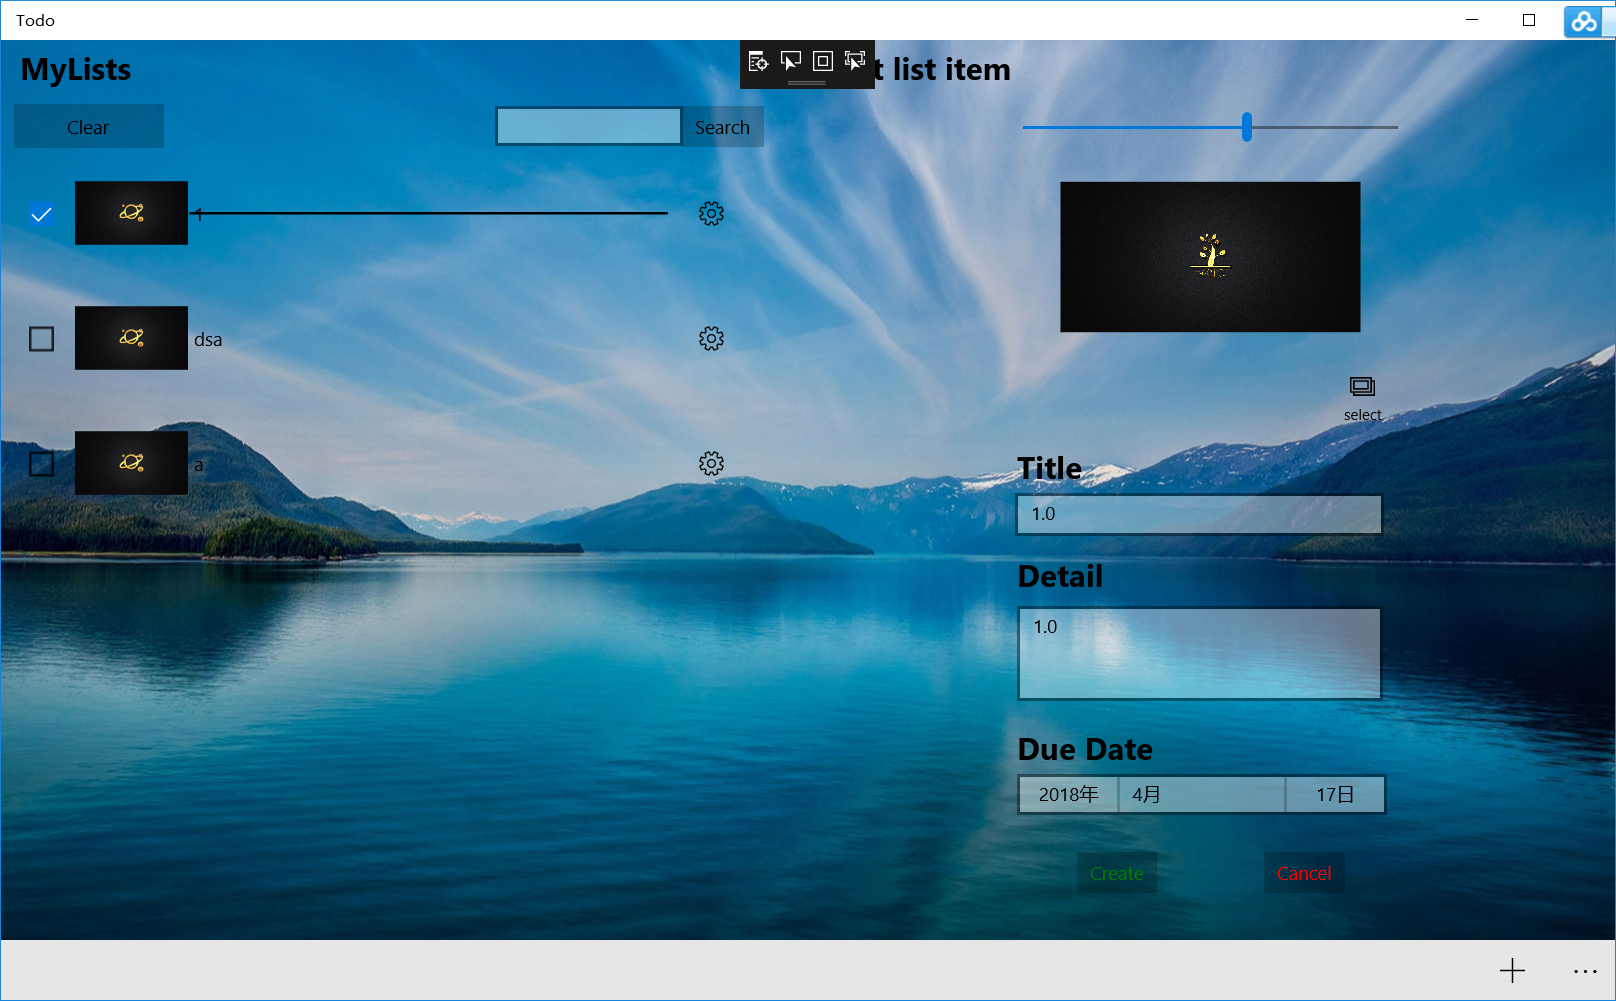 Todo
MyLists
t list item
Clear
Search
1
dsa
a
select
Title
1.0
Detail
1.0
Due Date
2018年 4月 17日
Create Cancel